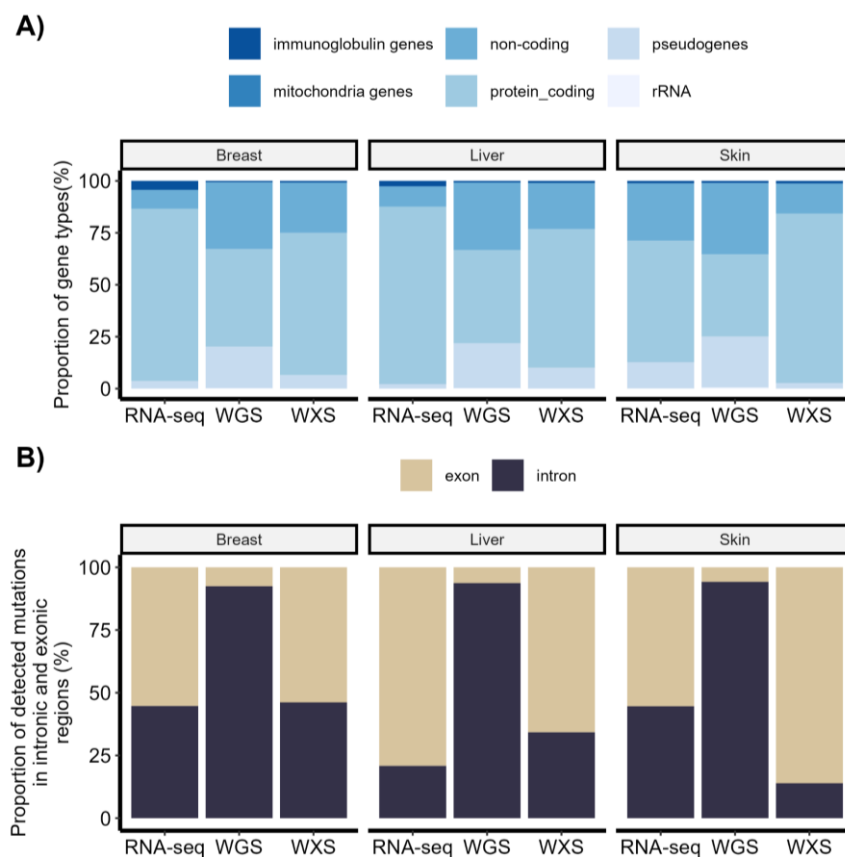 A)
immunoglobulin genes non-coding pseudogenes
mitochondria genes protein_coding rRNA
Breast Liver Skin
Proportion of gene types(%)
100
75
50
25
0
RNA-seq WGS WXS RNA-seq WGS WXS RNA-seq WGS WXS
B)
exon intron
Breast Liver Skin
Proportion of detected mutations
in intronic and exonic
regions (%)
100
75
50
25
0
RNA-seq WGS WXS RNA-seq WGS WXS RNA-seq WGS WXS